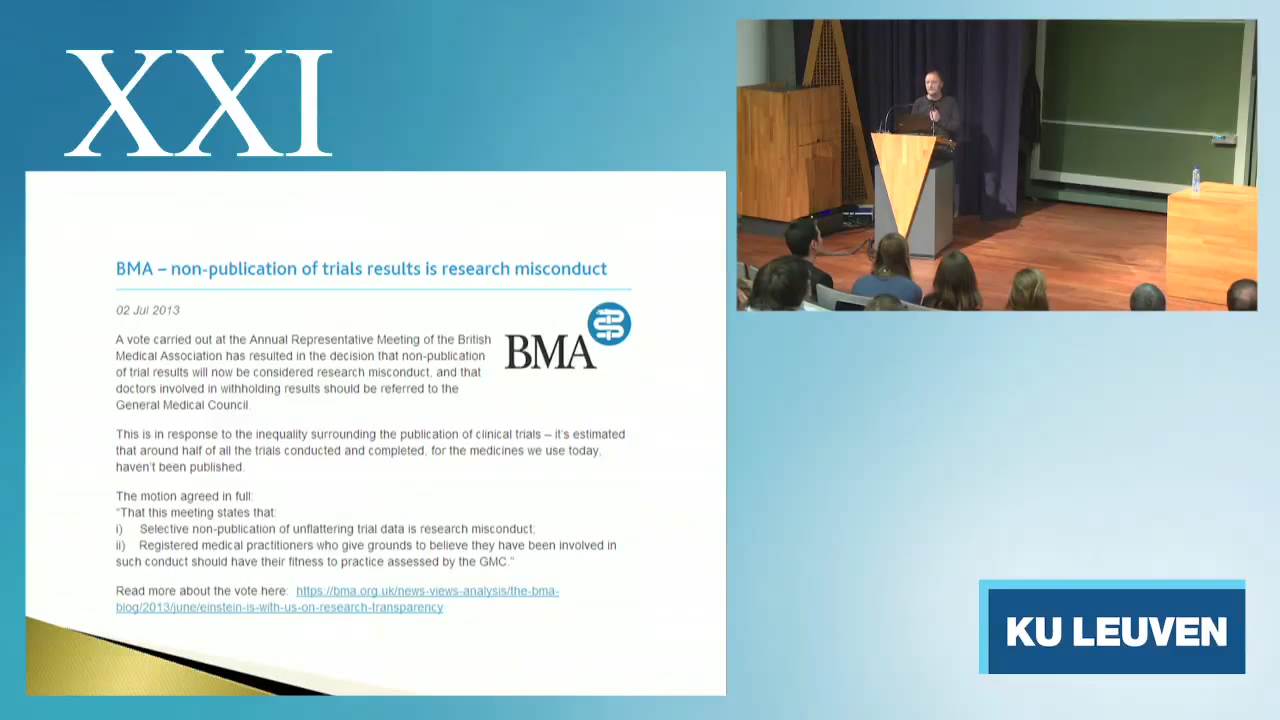 XXI
BMA – non-publication of trials results is research misconduct
02 Jul 2013
A vote carried out at the Annual Representative Meeting of the British
Medical Association has resulted in the decision that non-publication
of trial results will now be considered research misconduct, and that
doctors involved in withholding results should be referred to the
General Medical Council.
BMA
This is in response to the inequality surrounding the publication of clinical trials – it's estimated
that around half of all the trials conducted and completed, for the medicines we use today,
haven't been published.
The motion agreed in full:
“That this meeting states that:
i) Selective non-publication of unflattering trial data is research misconduct;
ii) Registered medical practitioners who give grounds to believe they have been involved in
such conduct should have their fitness to practice assessed by the GMC.”
Read more about the vote here: https://bma.org.uk/news-views-analysis/the-bma-
blog/2013/june/einstein-is-with-us-on-research-transparency
KU LEUVEN